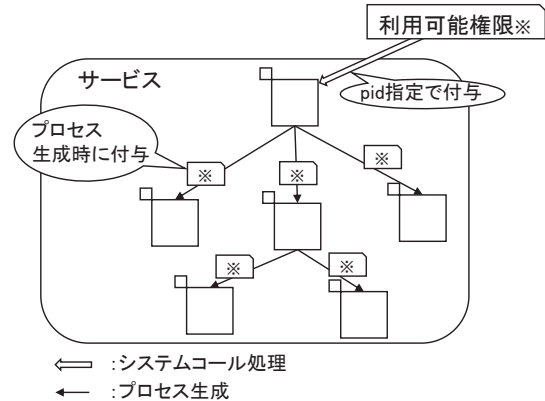 利用可能権限※
サービス
pid指定で付与
プロセス
生成時に付与
※
※
※
※
※
:システムコール処理
:プロセス生成